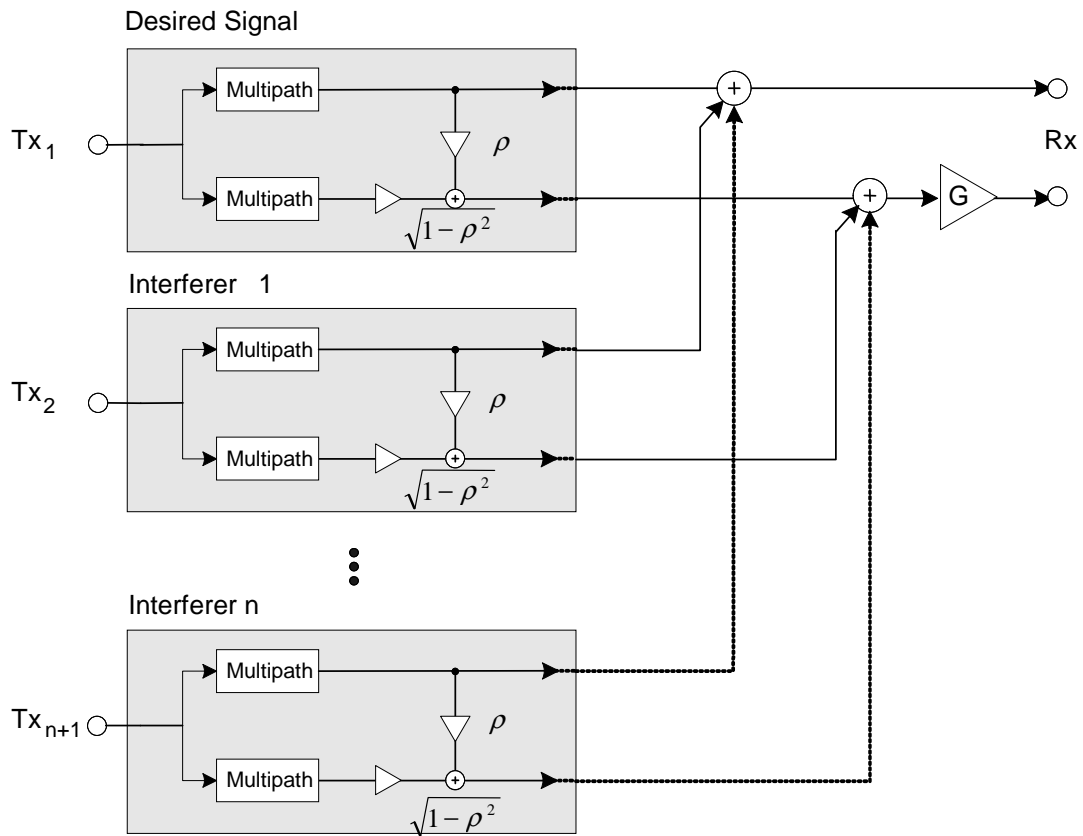 Desired Signal
Tx1
Multipath
ρ
Multipath
√1 − ρ²
+
+
+
G
Rx
Interferer 1
Tx2
Multipath
ρ
Multipath
+
√1 − ρ²
Interferer n
Txn+1
Multipath
ρ
Multipath
+
√1 − ρ²